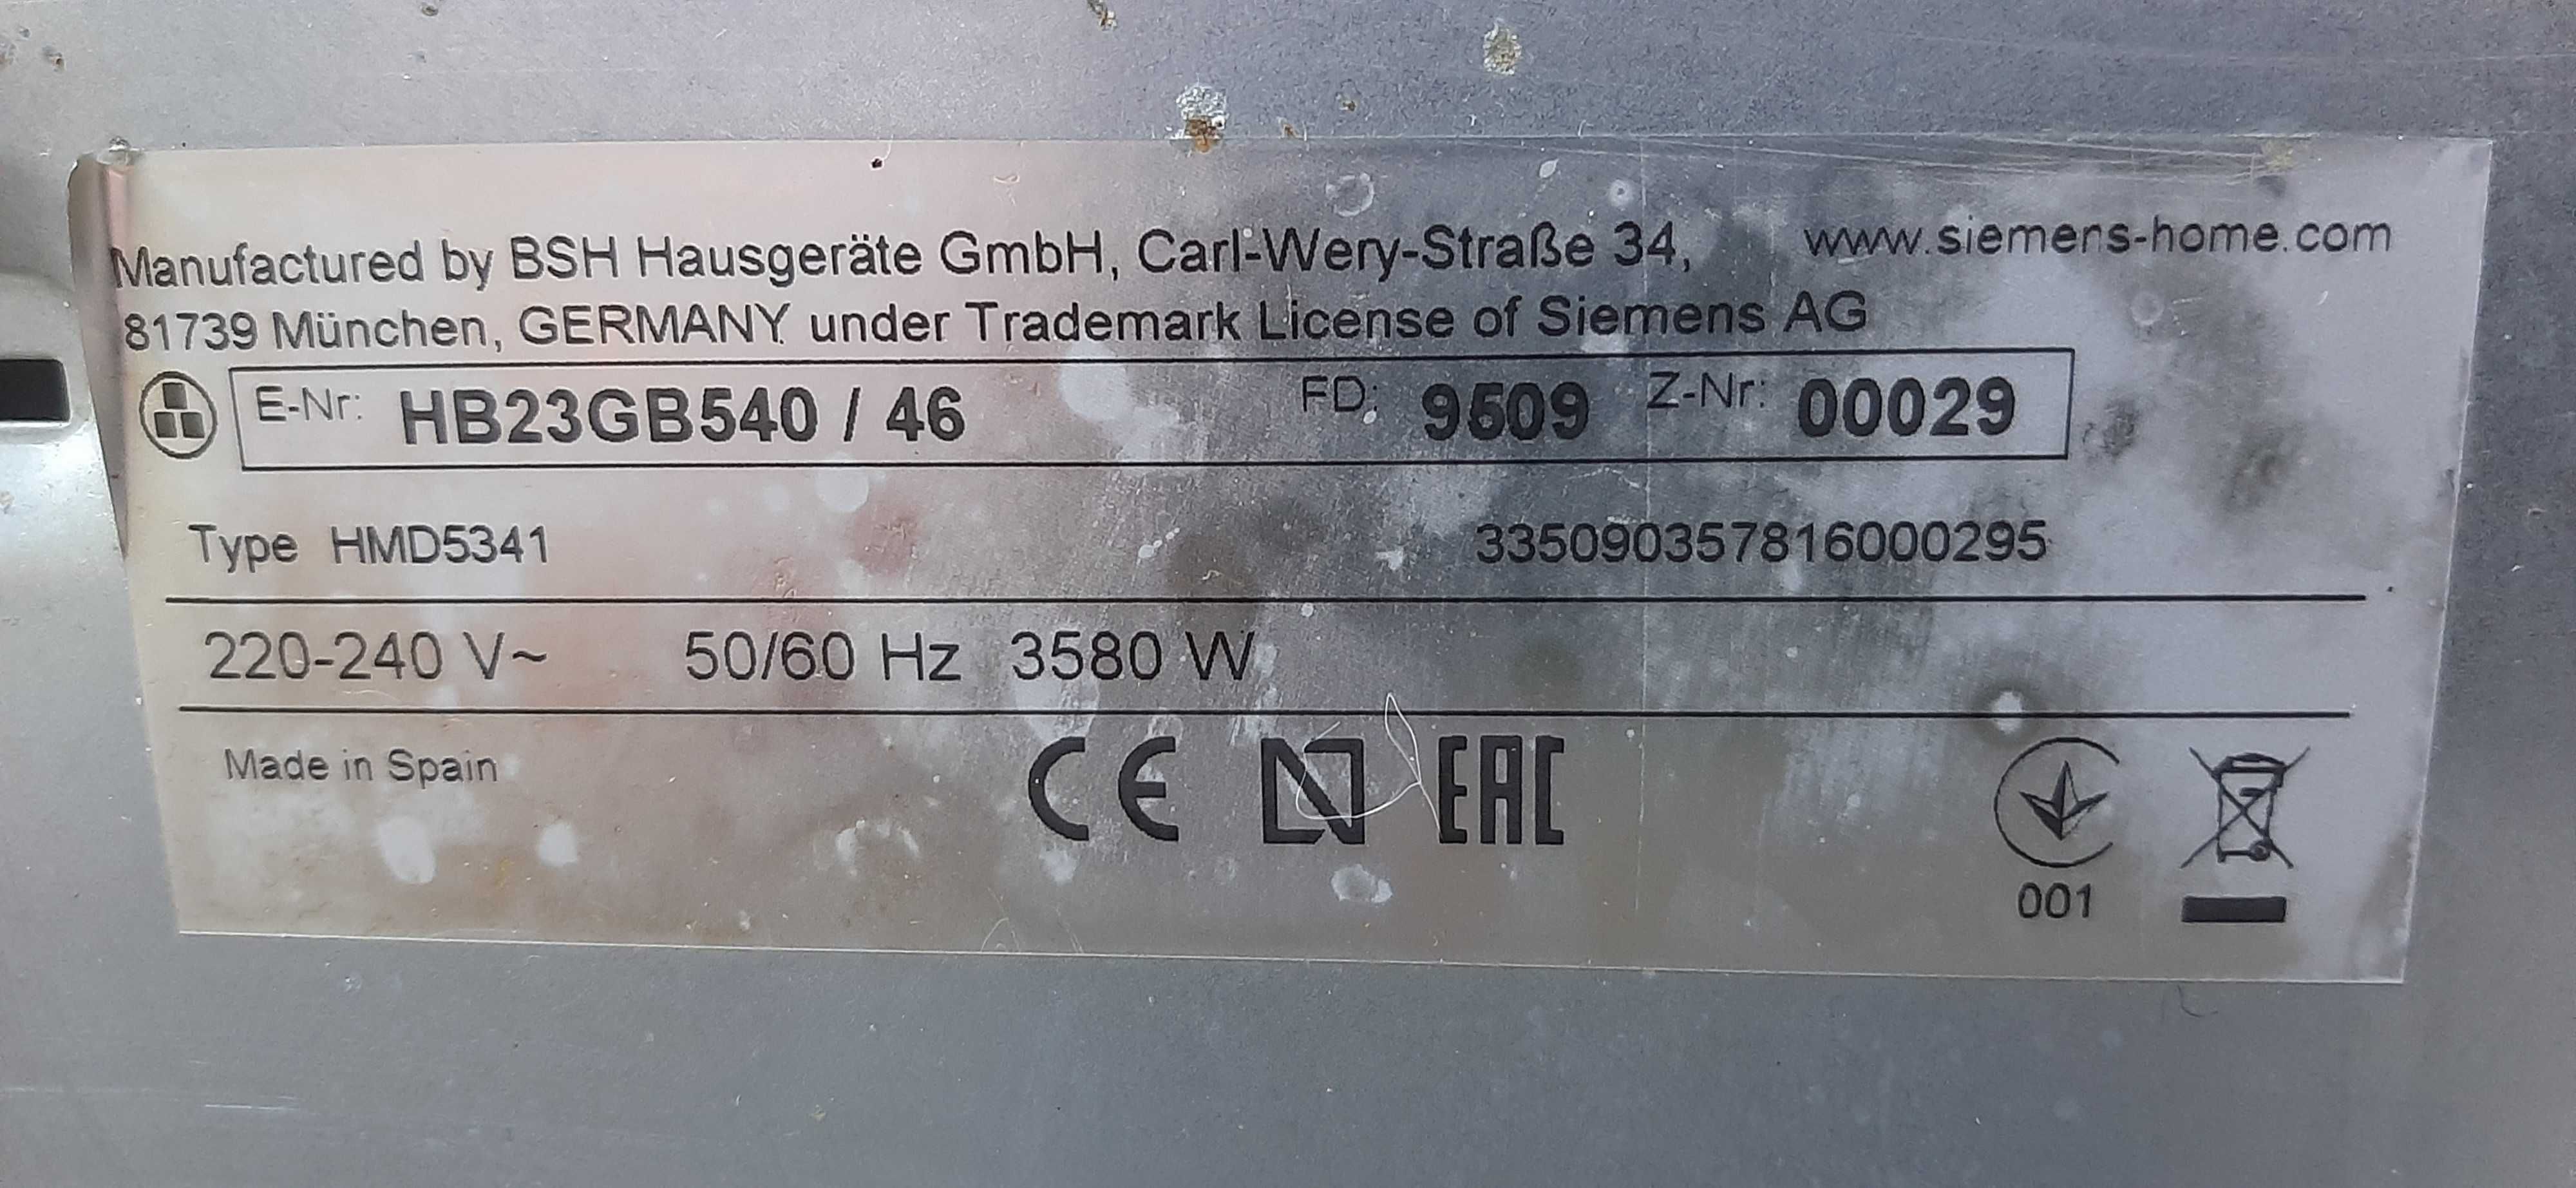 Manufactured by BSH Hausgeräte GmbH, Carl-Wery-Straße 34, www.siemens-home.com
81739 München, GERMANY under Trademark License of Siemens AG
E-Nr: HB23GB540 / 46 FD: 9509 Z-Nr: 00029
Type HMD5341 335090357816000295
220-240 V~ 50/60 Hz 3580 W
Made in Spain CE EAC
001